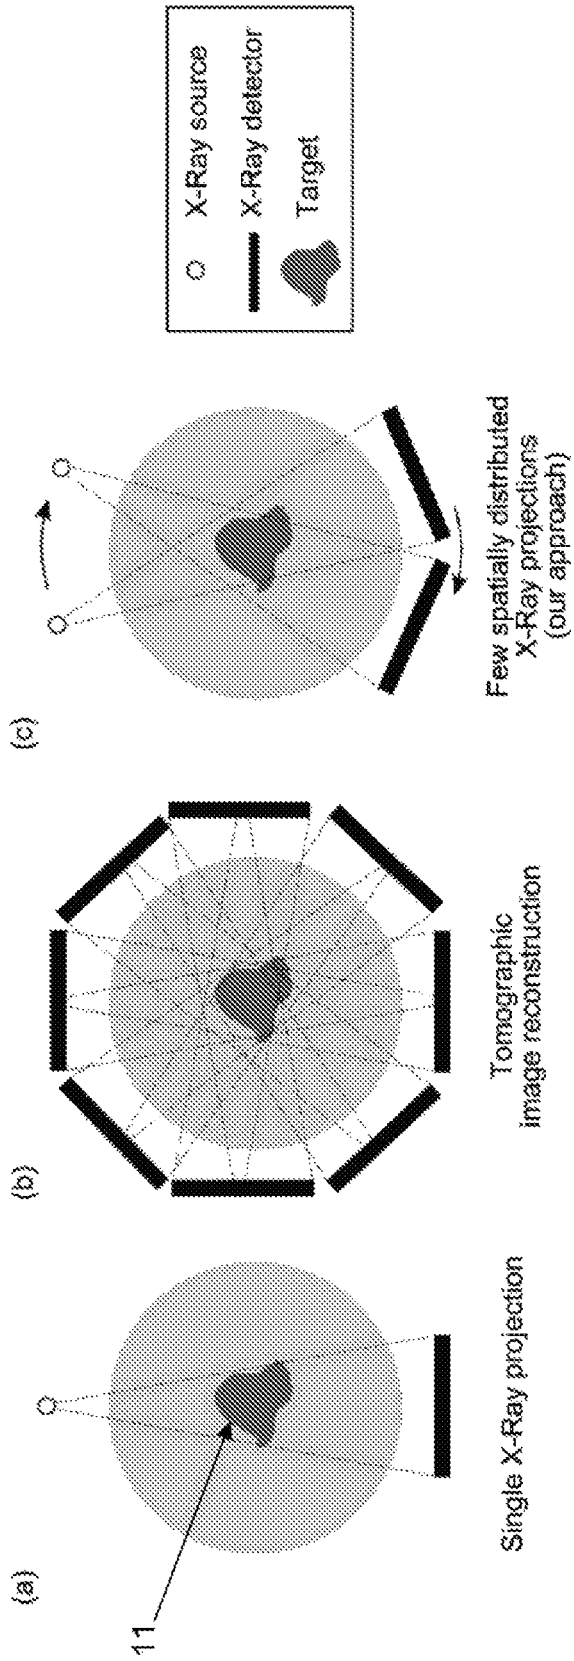 (a)
11
Single X-Ray projection
(b)
Tomographic
image reconstruction
(c)
Few spatially distributed
X-Ray projections
(our approach)
X-Ray source
X-Ray detector
Target